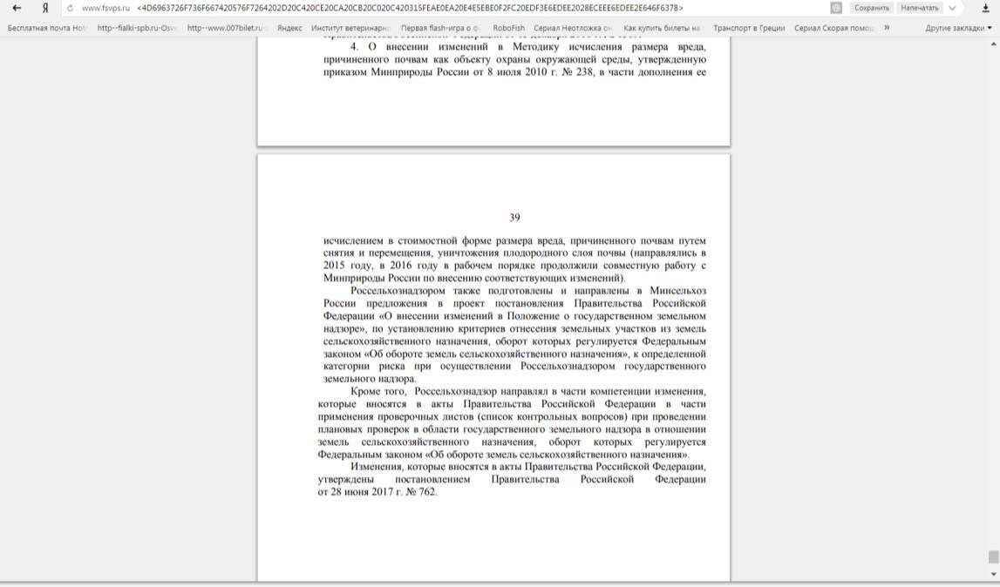 Я www.fsvps.ru <4D6963726F736F667420576F7264202D20C420CE20CA20CB20C020C420315FEAE0EA20E4E5EBE0F2FC20EDF3E6EDEE2028ECEEE6EDEE2E646F6378> Сохранить Напечатать
Бесплатная почта Hot http--fialki-spb.ru-Osve http--www.007bilet.ru- Яндекс Институт ветеринарно Первая flash-игра о ф RoboFish Сериал Неотложка он Как купить билеты на Транспорт в Греции Сериал Скорая помощ » Другие закладки
4. О внесении изменений в Методику исчисления размера вреда,
причиненного почвам как объекту охраны окружающей среды, утвержденную
приказом Минприроды России от 8 июля 2010 г. № 238, в части дополнения ее
39
исчислением в стоимостной форме размера вреда, причиненного почвам путем
снятия и перемещения, уничтожения плодородного слоя почвы (направлялись в
2015 году, в 2016 году в рабочем порядке продолжили совместную работу с
Минприроды России по внесению соответствующих изменений).
Россельхознадзором также подготовлены и направлены в Минсельхоз
России предложения в проект постановления Правительства Российской
Федерации «О внесении изменений в Положение о государственном земельном
надзоре», по установлению критериев отнесения земельных участков из земель
сельскохозяйственного назначения, оборот которых регулируется Федеральным
законом «Об обороте земель сельскохозяйственного назначения», к определенной
категории риска при осуществлении Россельхознадзором государственного
земельного надзора.
Кроме того, Россельхознадзор направлял в части компетенции изменения,
которые вносятся в акты Правительства Российской Федерации в части
применения проверочных листов (список контрольных вопросов) при проведении
плановых проверок в области государственного земельного надзора в отношении
земель сельскохозяйственного назначения, оборот которых регулируется
Федеральным законом «Об обороте земель сельскохозяйственного назначения».
Изменения, которые вносятся в акты Правительства Российской Федерации,
утверждены постановлением Правительства Российской Федерации
от 28 июня 2017 г. № 762.